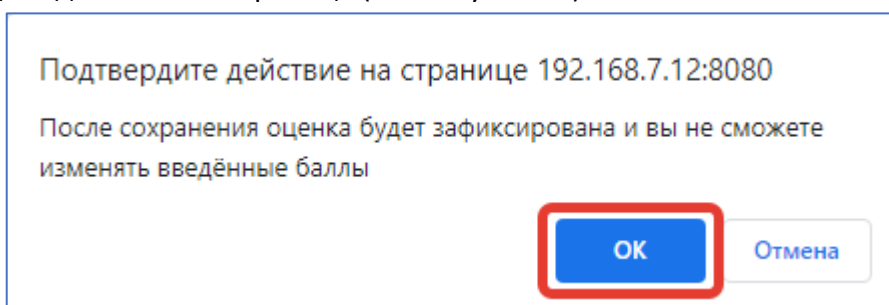 Подтвердите действие на странице 192.168.7.12:8080
После сохранения оценка будет зафиксирована и вы не сможете
изменять введённые баллы
ОК Отмена